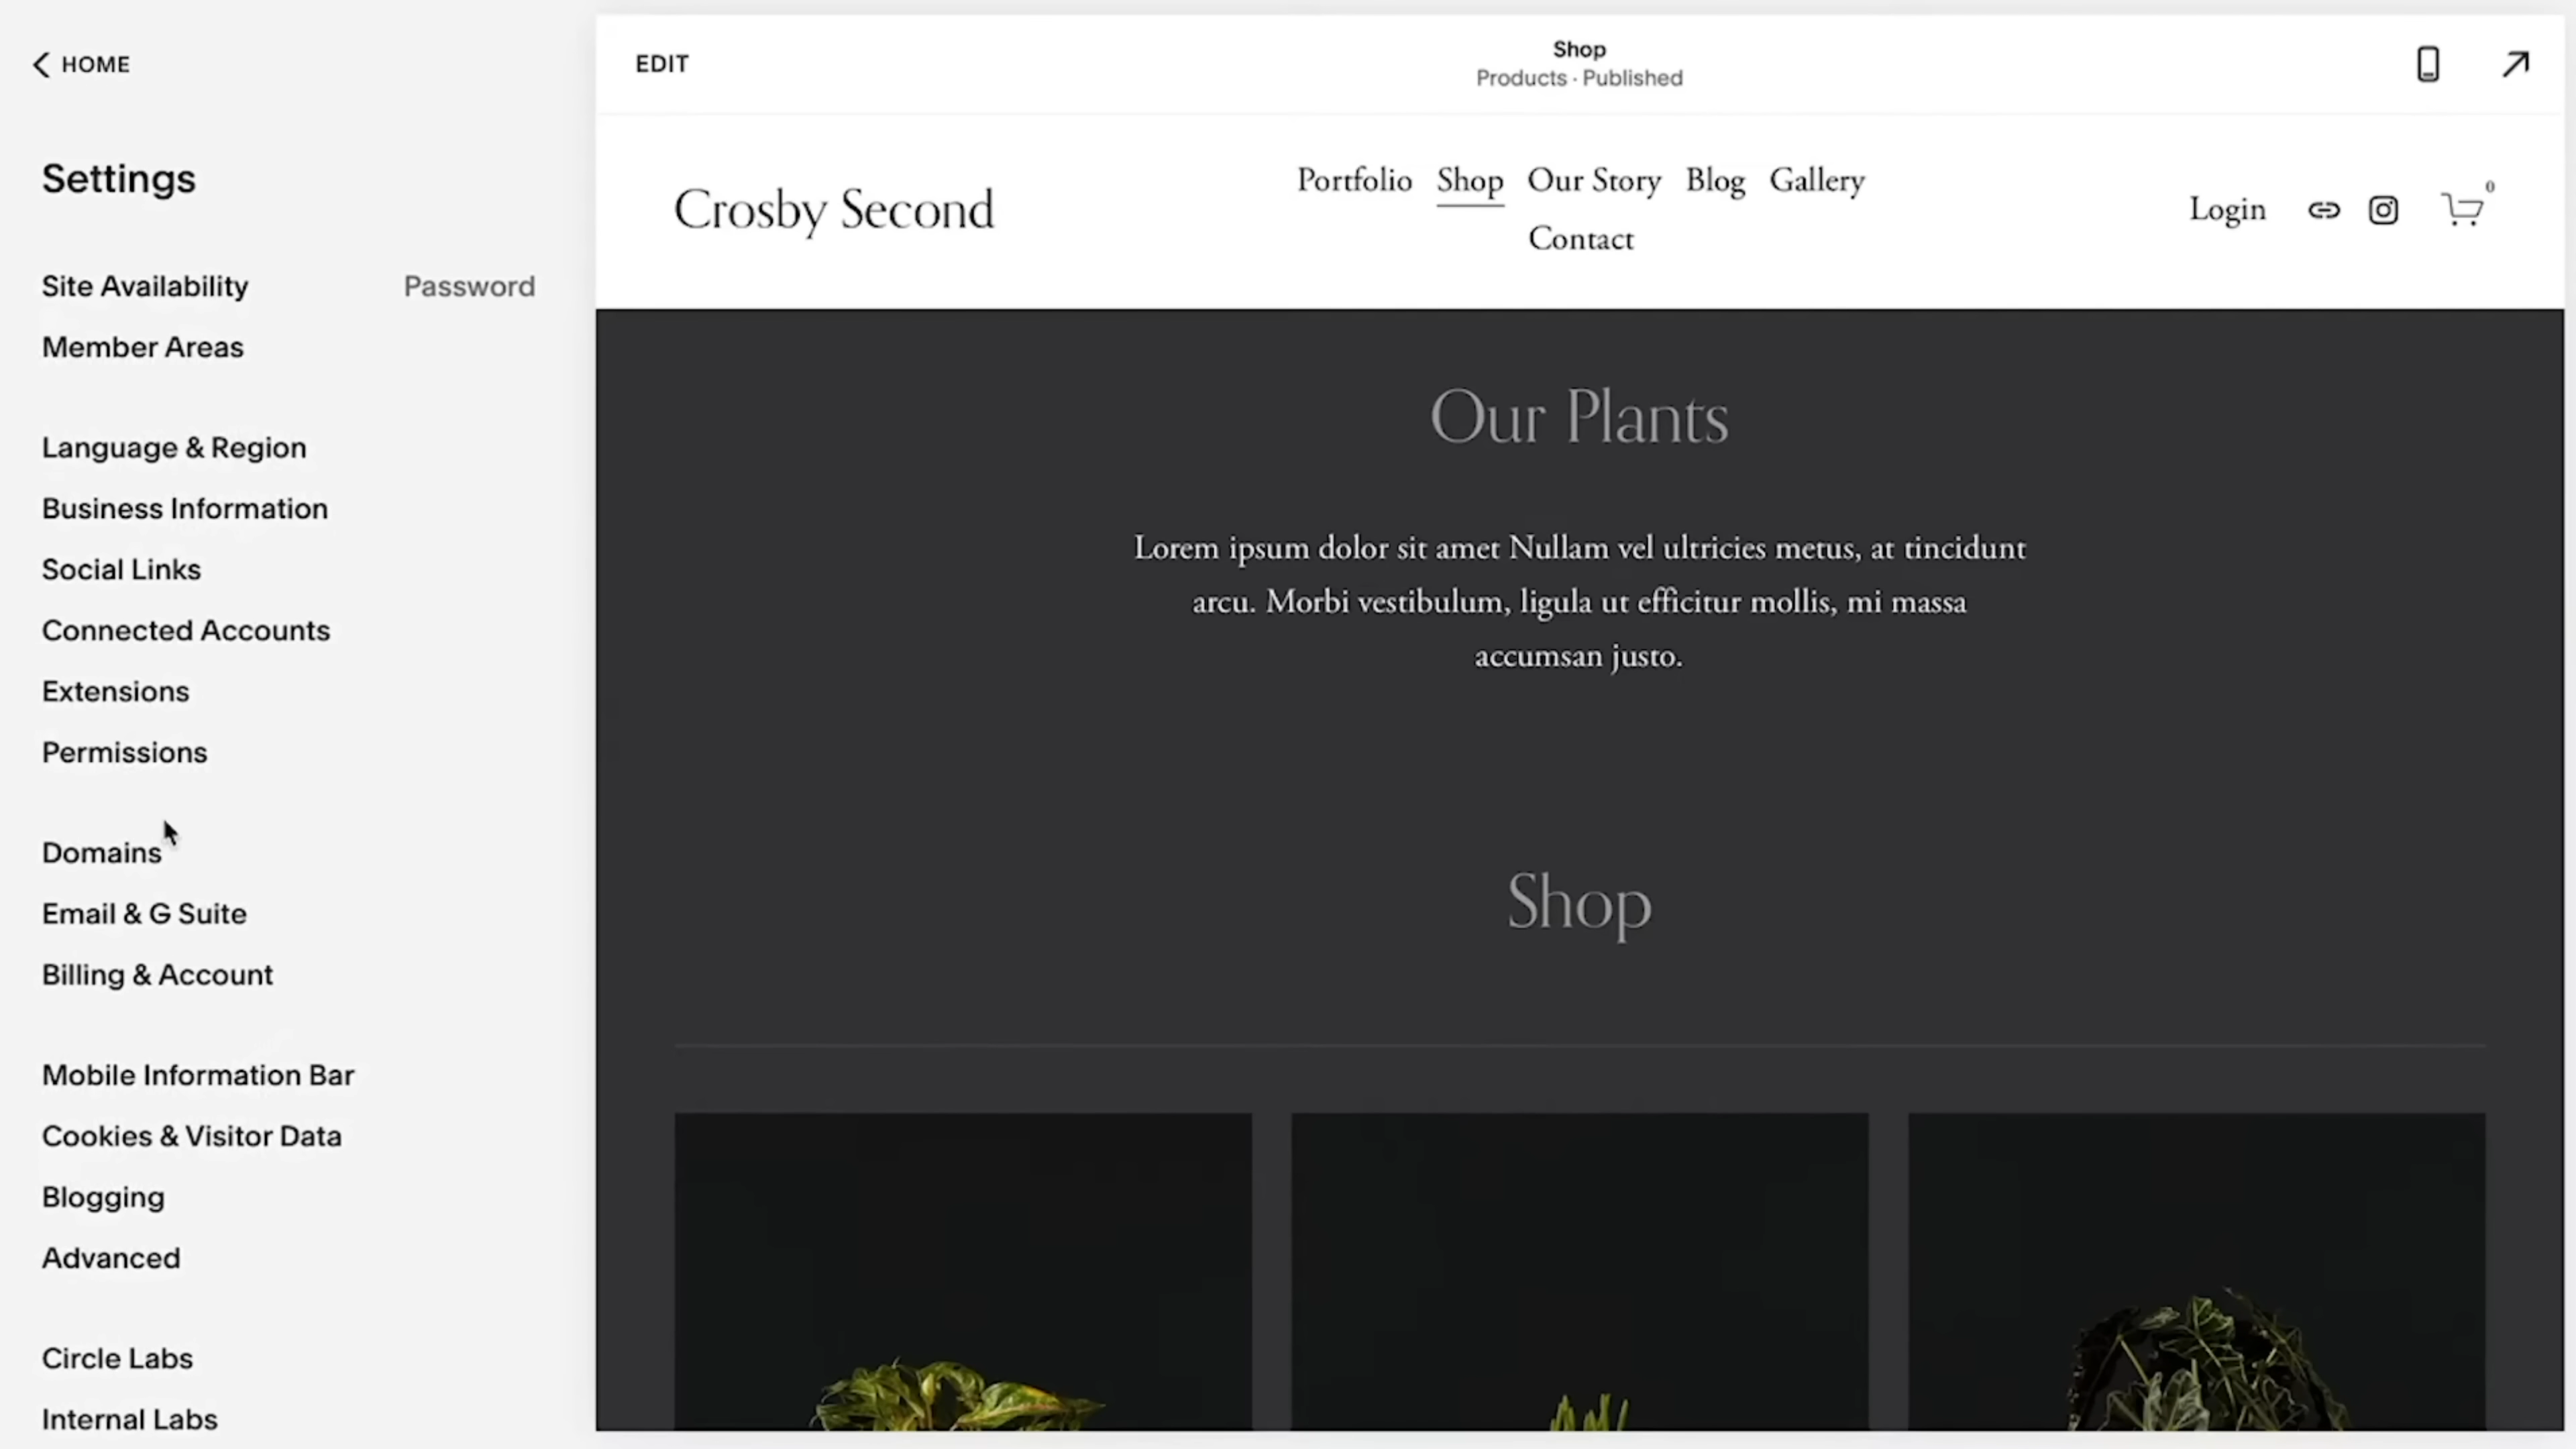 HOME
Settings
Site Availability Password
Member Areas
Language & Region
Business Information
Social Links
Connected Accounts
Extensions
Permissions
Domains
Email & G Suite
Billing & Account
Mobile Information Bar
Cookies & Visitor Data
Blogging
Advanced
Circle Labs
Internal Labs
EDIT
Shop
Products · Published
Crosby Second
Portfolio Shop Our Story Blog Gallery
Contact
Login
0
Our Plants
Lorem ipsum dolor sit amet Nullam vel ultricies metus, at tincidunt
arcu. Morbi vestibulum, ligula ut efficitur mollis, mi massa
accumsan justo.
Shop